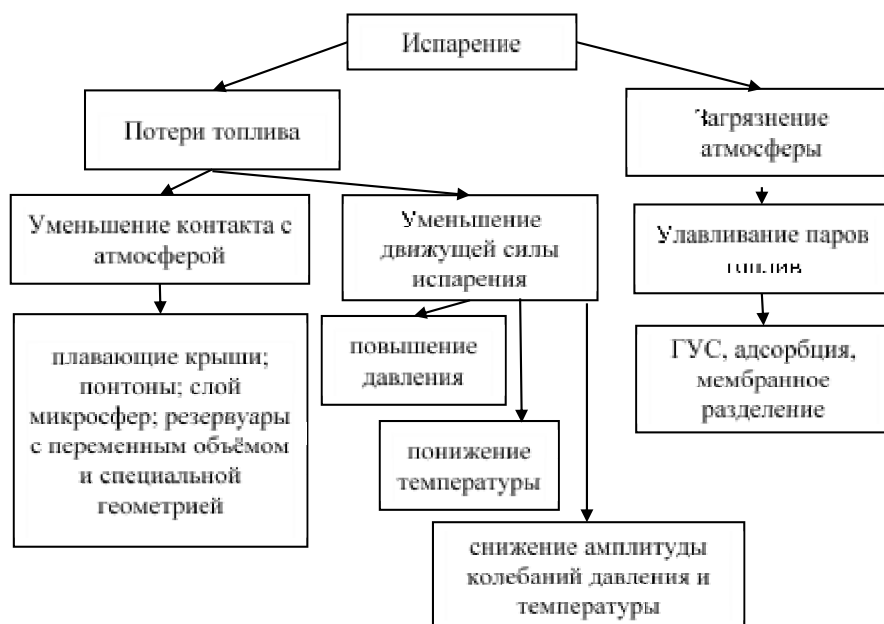 Испарение
Потери топлива
Загрязнение
атмосферы
Уменьшение контакта с
атмосферой
Уменьшение
движущей силы
испарения
Улавливание паров
топлив
плавающие крыши;
понтоны; слой
микросфер; резервуары
с переменным объёмом
и специальной
геометрией
повышение
давления
ГУС, адсорбция,
мембранное
разделение
понижение
температуры
снижение амплитуды
колебаний давления и
температуры